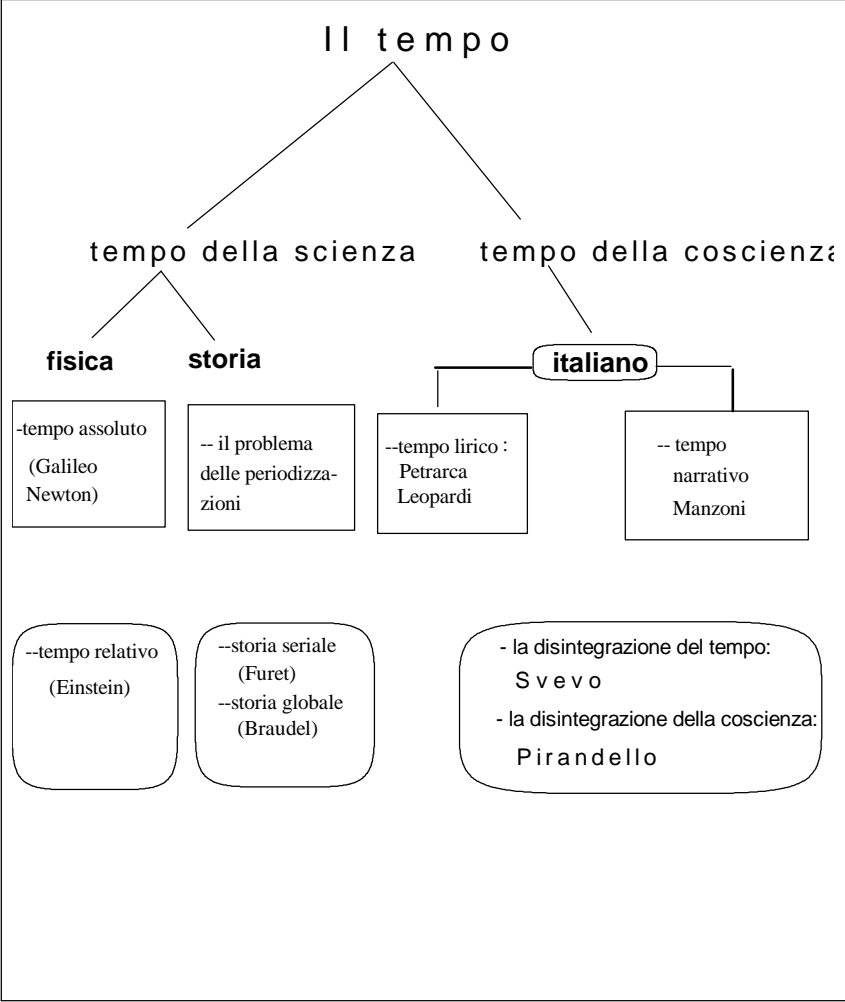 Il tempo
tempo della scienza
tempo della coscienza
fisica
storia
italiano
-tempo assoluto
(Galileo
Newton)
-- il problema
delle periodizza-
zioni
--tempo lirico :
Petrarca
Leopardi
-- tempo
narrativo
Manzoni
--tempo relativo
(Einstein)
--storia seriale
(Furet)
--storia globale
(Braudel)
- la disintegrazione del tempo:
Svevo
- la disintegrazione della coscienza:
Pirandello